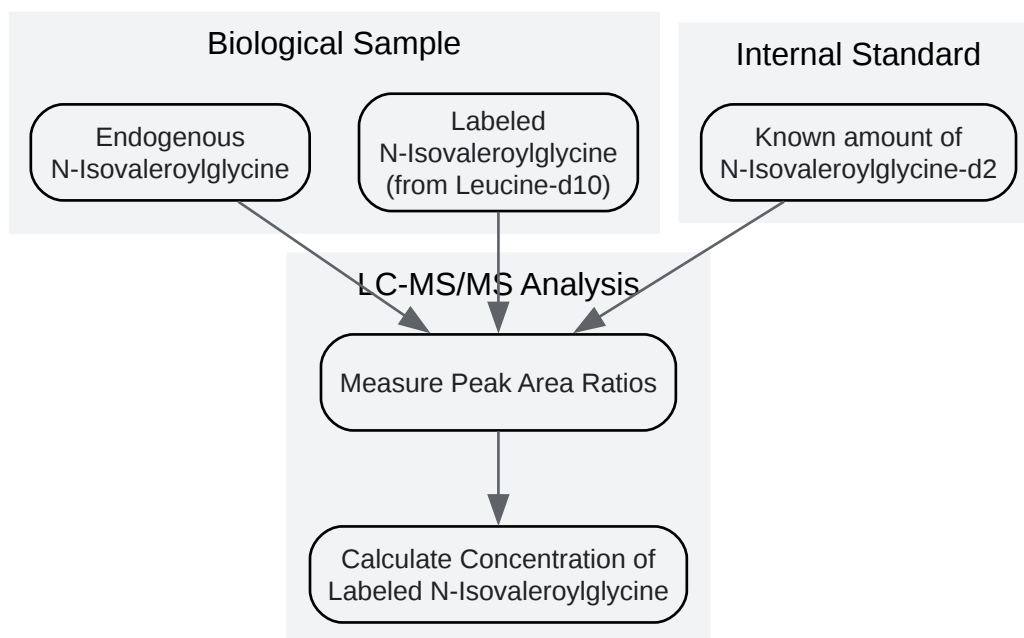 Biological Sample
Internal Standard
Endogenous
N-Isovaleroylglycine
Labeled
N-Isovaleroylglycine
(from Leucine-d10)
Known amount of
N-Isovaleroylglycine-d2
LC-MS/MS Analysis
Measure Peak Area Ratios
Calculate Concentration of
Labeled N-Isovaleroylglycine